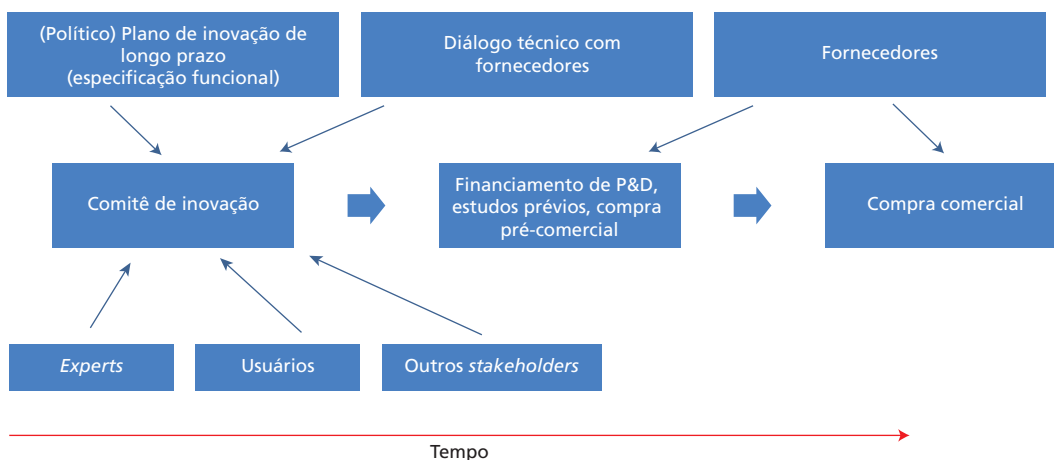 (Político) Plano de inovação de
longo prazo
(especificação funcional)
Diálogo técnico com
fornecedores
Fornecedores
Comitê de inovação
Financiamento de P&D,
estudos prévios, compra
pré-comercial
Compra comercial
Experts
Usuários
Outros stakeholders
Tempo